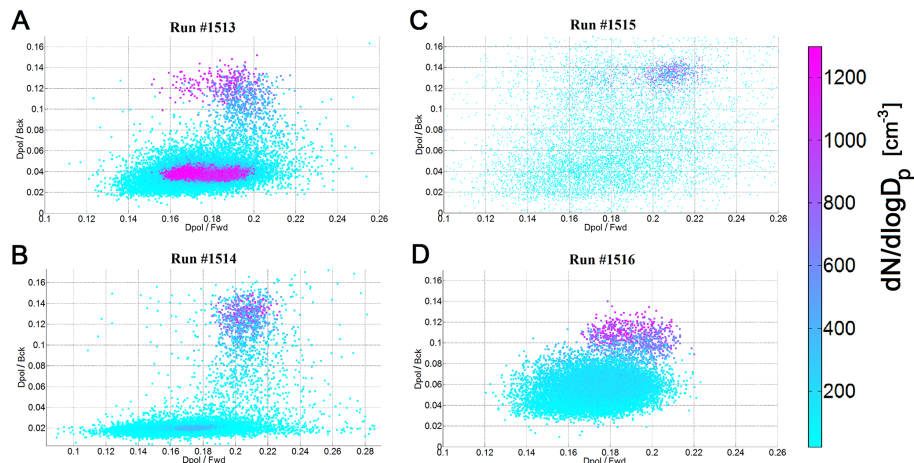 A
Run #1513
0.16
0.14
0.12
0.1
0.08
0.06
0.04
0.02
0
Dpol / Bck
0.1 0.12 0.14 0.16 0.18 0.2 0.22 0.24 0.26
Dpol / Fwd
C
Run #1515
0.16
0.14
0.12
0.1
0.08
0.06
0.04
0.02
0
Dpol / Bck
0.1 0.12 0.14 0.16 0.18 0.2 0.22 0.24 0.26
Dpol / Fwd
B
Run #1514
0.16
0.14
0.12
0.1
0.08
0.06
0.04
0.02
Dpol / Bck
0.1 0.12 0.14 0.16 0.18 0.2 0.22 0.24 0.26 0.28
Dpol / Fwd
D
Run #1516
0.16
0.14
0.12
0.1
0.08
0.06
0.04
0.02
0
Dpol / Bck
0.1 0.12 0.14 0.16 0.18 0.2 0.22 0.24 0.26
Dpol / Fwd
1200
1000
800
600
400
200
dN/dlogDp [cm-3]